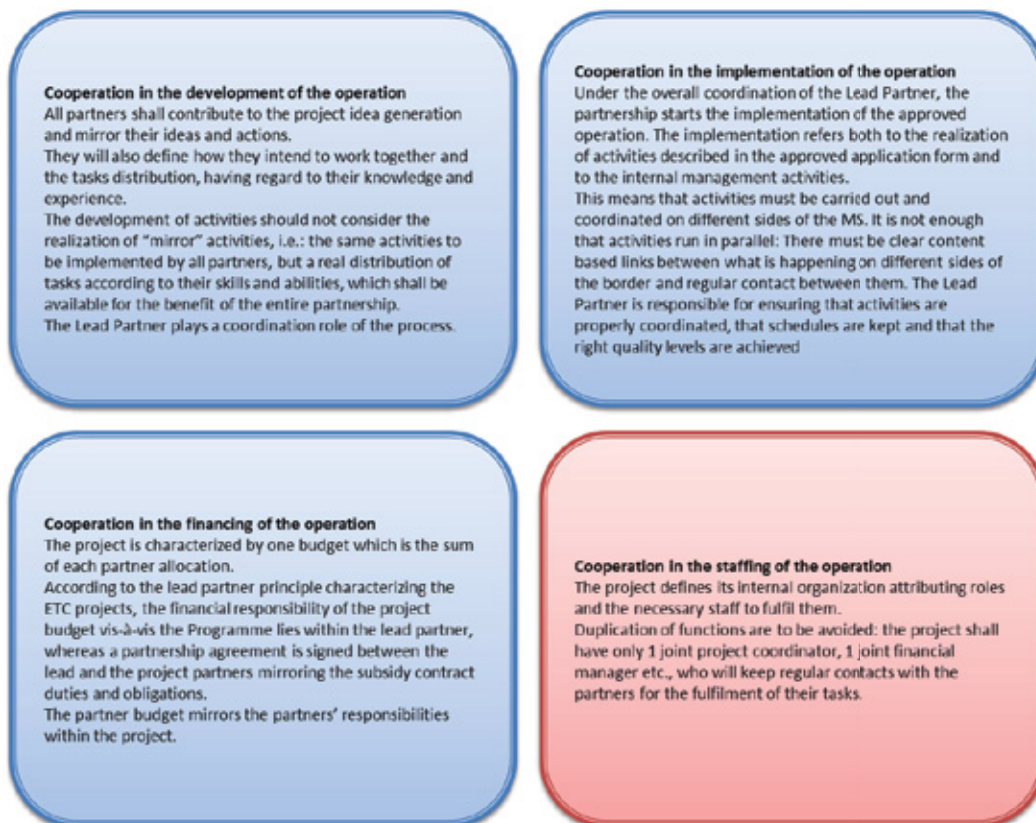 Cooperation in the development of the operation
All partners shall contribute to the project idea generation
and mirror their ideas and actions.
They will also define how they intend to work together and
the tasks distribution, having regard to their knowledge and
experience.
The development of activities should not consider the
realization of “mirror” activities, i.e.: the same activities to
be implemented by all partners, but a real distribution of
tasks according to their skills and abilities, which shall be
available for the benefit of the entire partnership.
The Lead Partner plays a coordination role of the process.
Cooperation in the implementation of the operation
Under the overall coordination of the Lead Partner, the
partnership starts the implementation of the approved
operation. The implementation refers both to the realization
of activities described in the approved application form and
to the internal management activities.
This means that activities must be carried out and
coordinated on different sides of the MS. It is not enough
that activities run in parallel: There must be clear content
based links between what is happening on different sides of
the border and regular contact between them. The Lead
Partner is responsible for ensuring that activities are
properly coordinated, that schedules are kept and that the
right quality levels are achieved
Cooperation in the financing of the operation
The project is characterized by one budget which is the sum
of each partner allocation.
According to the lead partner principle characterizing the
ETC projects, the financial responsibility of the project
budget vis-à-vis the Programme lies within the lead partner,
whereas a partnership agreement is signed between the
lead and the project partners mirroring the subsidy contract
duties and obligations.
The partner budget mirrors the partners’ responsibilities
within the project.
Cooperation in the staffing of the operation
The project defines its internal organization attributing roles
and the necessary staff to fulfil them.
Duplication of functions are to be avoided: the project shall
have only 1 joint project coordinator, 1 joint financial
manager etc., who will keep regular contacts with the
partners for the fulfilment of their tasks.